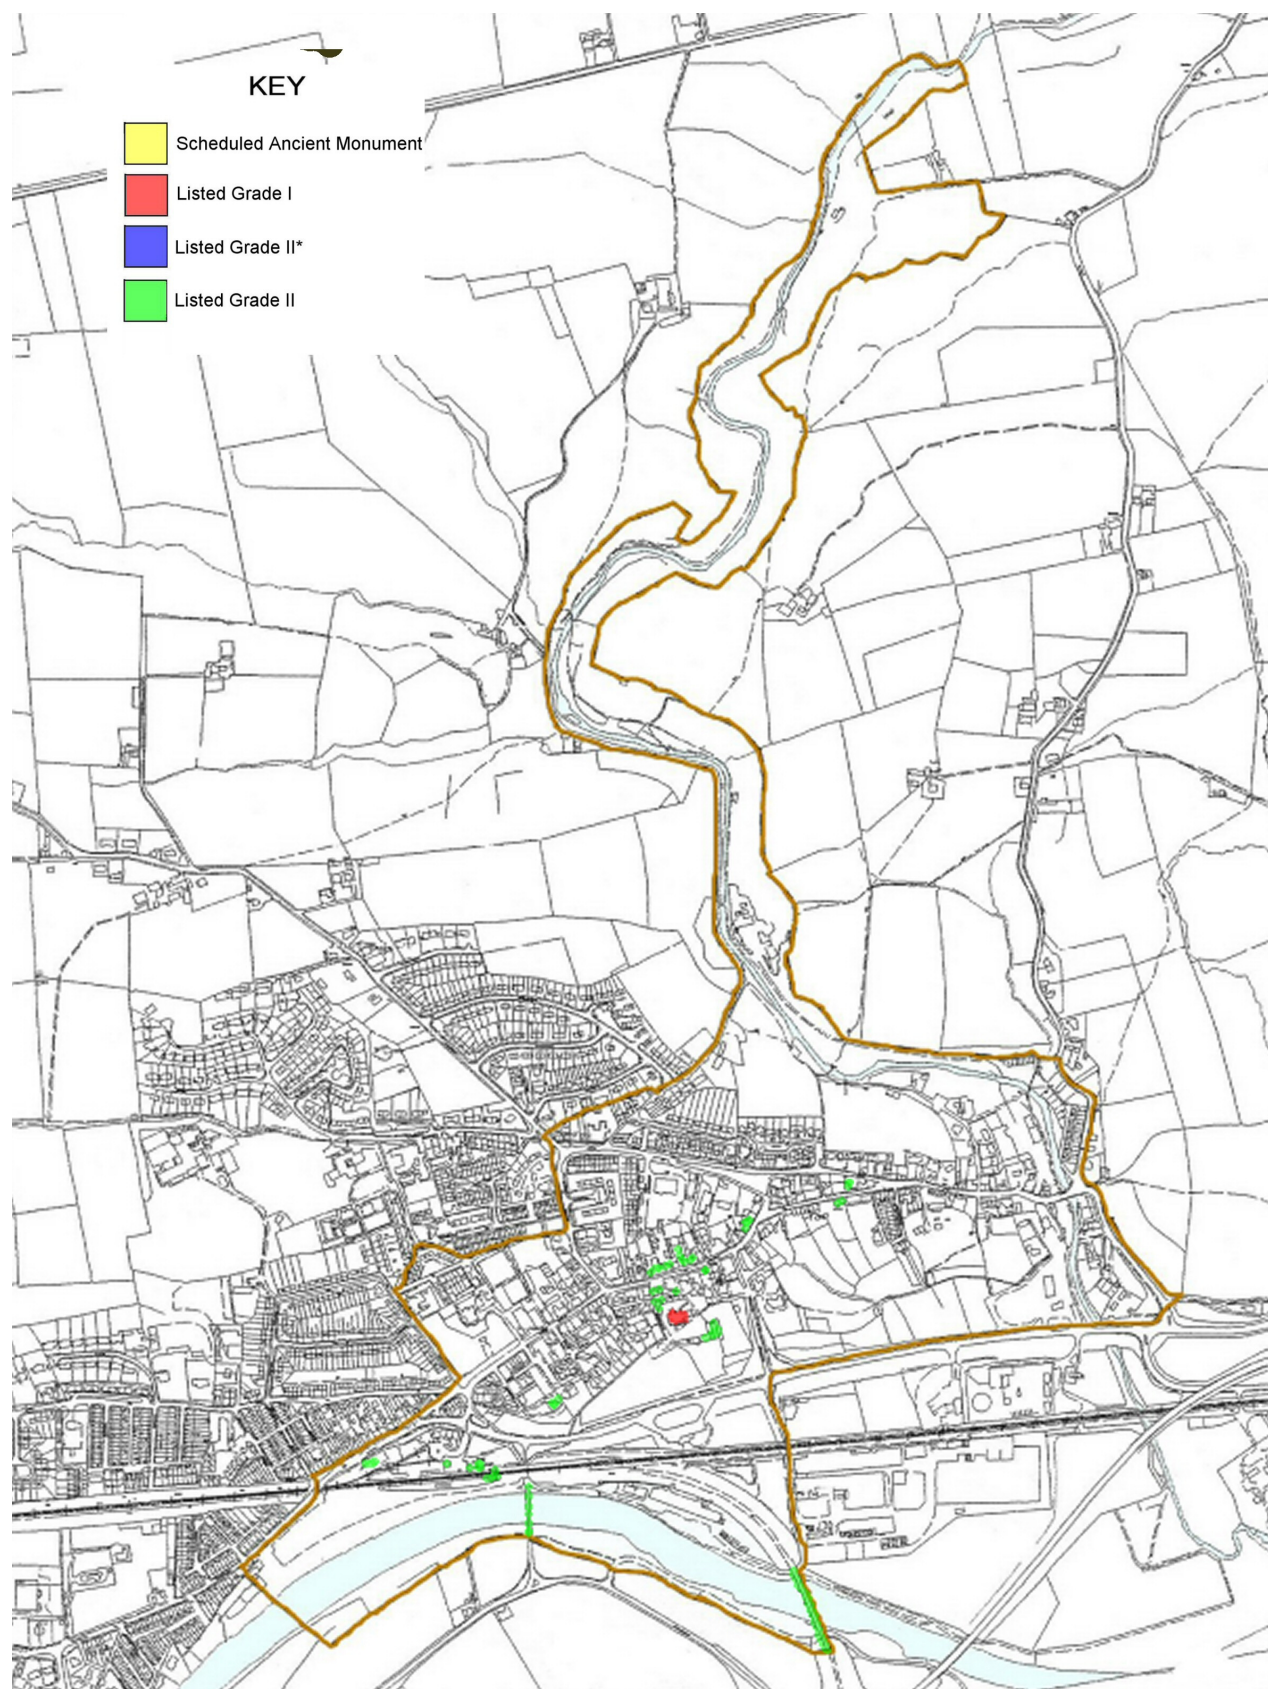 KEY
Scheduled Ancient Monument
Listed Grade I
Listed Grade II*
Listed Grade II